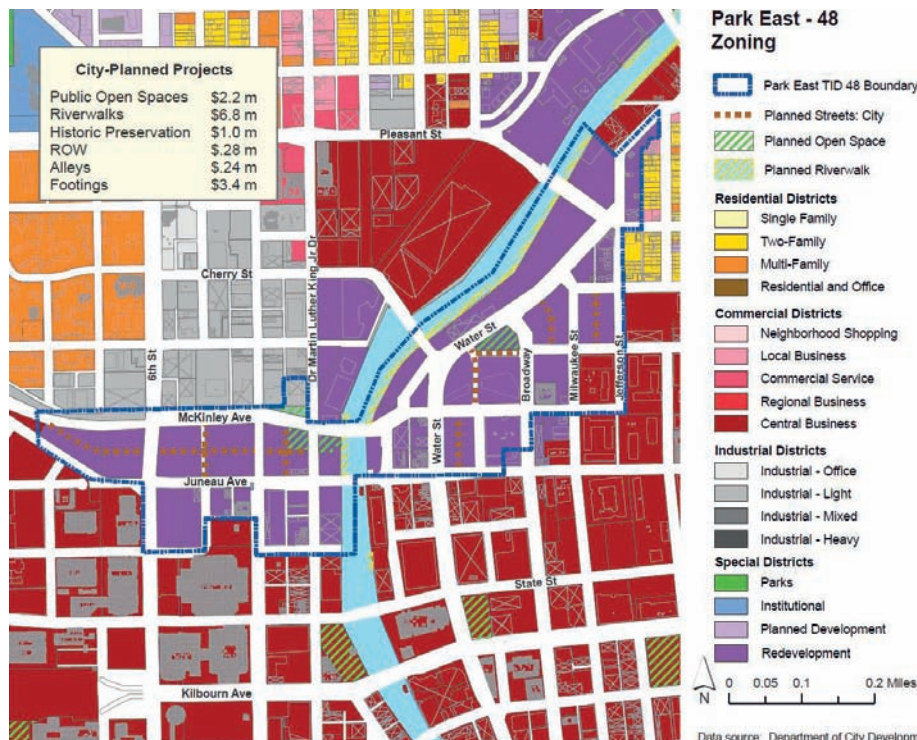 City-Planned Projects
Public Open Spaces $2.2 m
Riverwalks $6.8 m
Historic Preservation $1.0 m
ROW $.28 m
Alleys $.24 m
Footings $3.4 m
Pleasant St
Cherry St
Dr Martin Luther King Jr Dr
6th St
McKinley Ave
Juneau Ave
Water St
Water St
Broadway
Milwaukee St
Jefferson St
State St
Kilbourn Ave
Park East - 48
Zoning
Park East TID 48 Boundary
Planned Streets: City
Planned Open Space
Planned Riverwalk
Residential Districts
Single Family
Two-Family
Multi-Family
Residential and Office
Commercial Districts
Neighborhood Shopping
Local Business
Commercial Service
Regional Business
Central Business
Industrial Districts
Industrial - Office
Industrial - Light
Industrial - Mixed
Industrial - Heavy
Special Districts
Parks
Institutional
Planned Development
Redevelopment
N
0 0.05 0.1 0.2 Miles
Data source: Department of City Developm